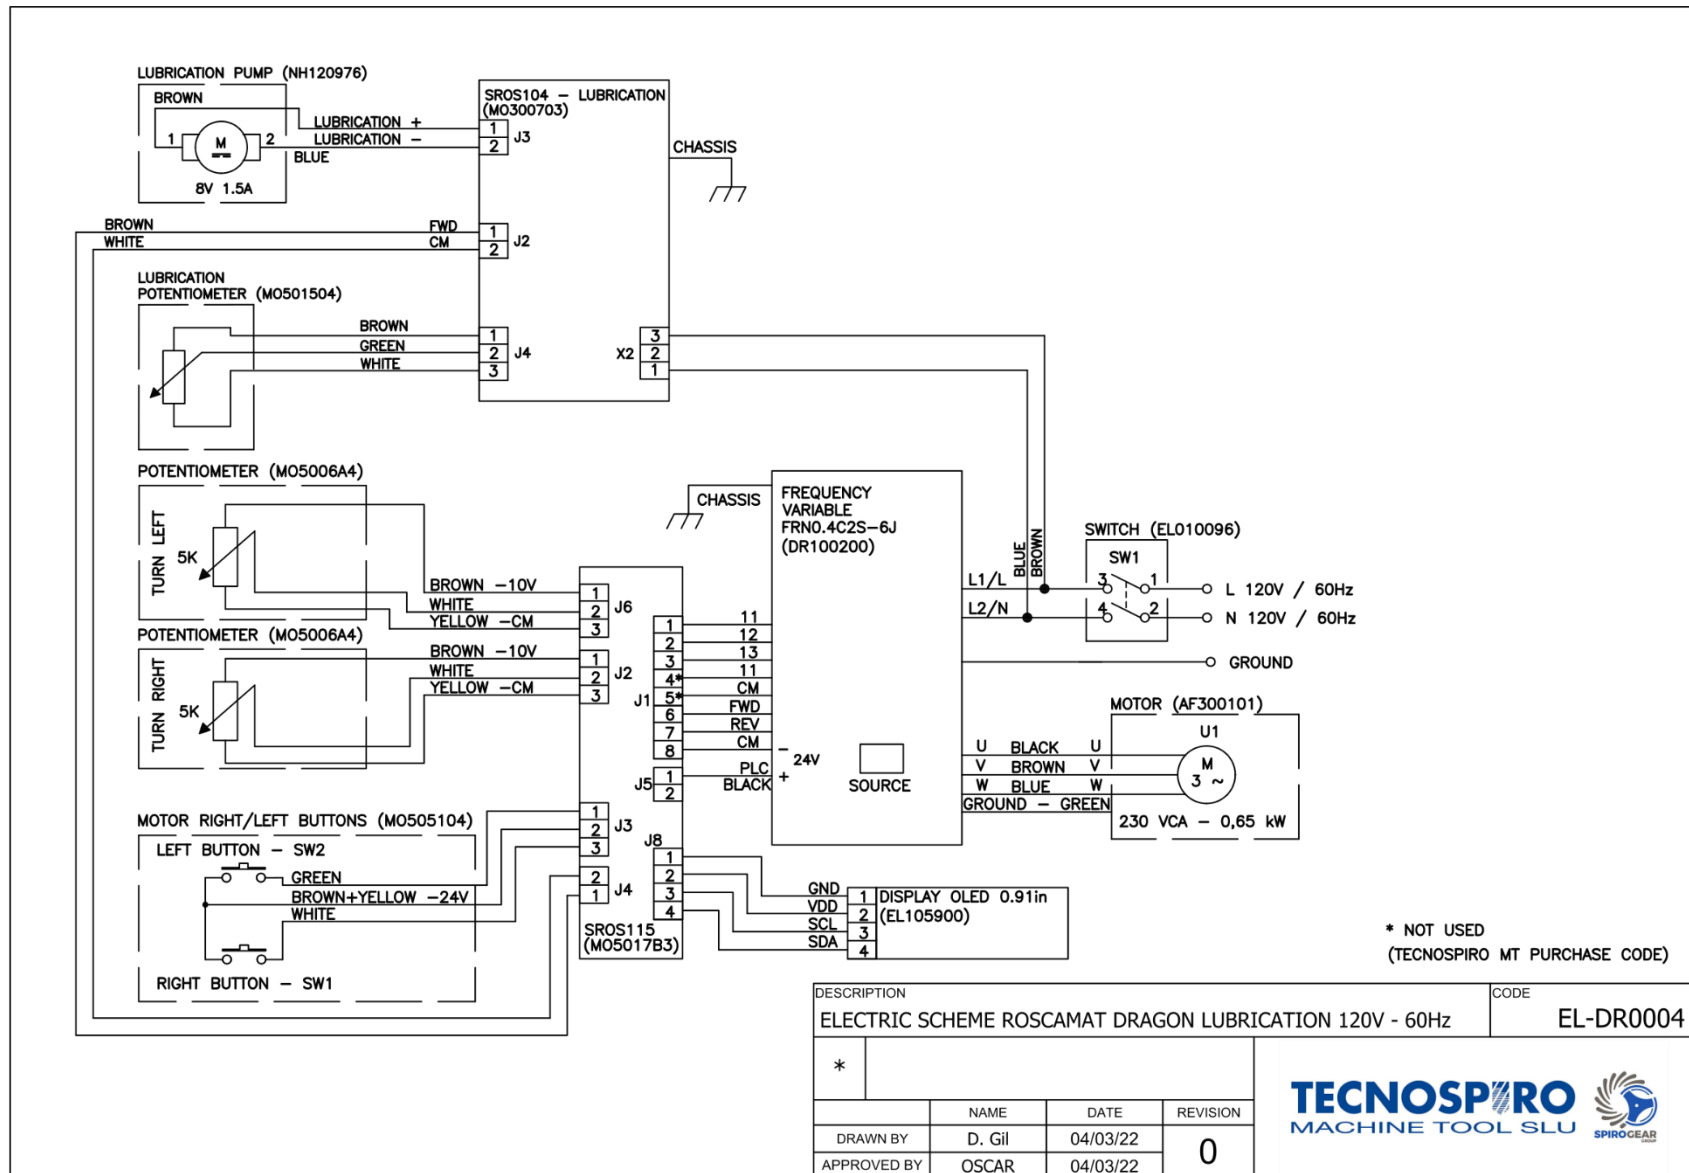 LUBRICATION PUMP (NH120976)
BROWN
LUBRICATION +
LUBRICATION −
1
M
2
BLUE
8V 1.5A
SROS104 − LUBRICATION
(MO300703)
1
2
J3
CHASSIS
BROWN
FWD
WHITE
CM
1
2
J2
LUBRICATION
POTENTIOMETER (MO501504)
BROWN
GREEN
WHITE
1
2
3
J4
X2
3
2
1
POTENTIOMETER (MO5006A4)
TURN LEFT
5K
BROWN −10V
WHITE
YELLOW −CM
1
2
3
J6
POTENTIOMETER (MO5006A4)
TURN RIGHT
5K
BROWN −10V
WHITE
YELLOW −CM
1
2
3
J2
J1
1
2
3
4*
5*
6
7
8
11
12
13
11
CM
FWD
REV
CM
J5
1
2
PLC
BLACK
CHASSIS
FREQUENCY
VARIABLE
FRN0.4C2S−6J
(DR100200)
−
24V
+
SOURCE
L1/L
L2/N
BLUE
BROWN
SWITCH (EL010096)
SW1
3
1
4
2
L 120V / 60Hz
N 120V / 60Hz
GROUND
MOTOR (AF300101)
U BLACK U
V BROWN V
W BLUE W
GROUND − GREEN
U1
M
3 ~
230 VCA − 0,65 kW
MOTOR RIGHT/LEFT BUTTONS (MO505104)
LEFT BUTTON − SW2
GREEN
BROWN+YELLOW −24V
WHITE
RIGHT BUTTON − SW1
1
2
3
J3
2
1
J4
J8
1
2
3
4
SROS115
(MO5017B3)
GND
VDD
SCL
SDA
1
2
3
4
DISPLAY OLED 0.91in
(EL105900)
* NOT USED
(TECNOSPIRO MT PURCHASE CODE)
DESCRIPTION
ELECTRIC SCHEME ROSCAMAT DRAGON LUBRICATION 120V - 60Hz
CODE
EL-DR0004
*
NAME
DATE
REVISION
DRAWN BY
D. Gil
04/03/22
0
APPROVED BY
OSCAR
04/03/22
TECNOSPIRO
MACHINE TOOL SLU
SPIROGEAR
GROUP